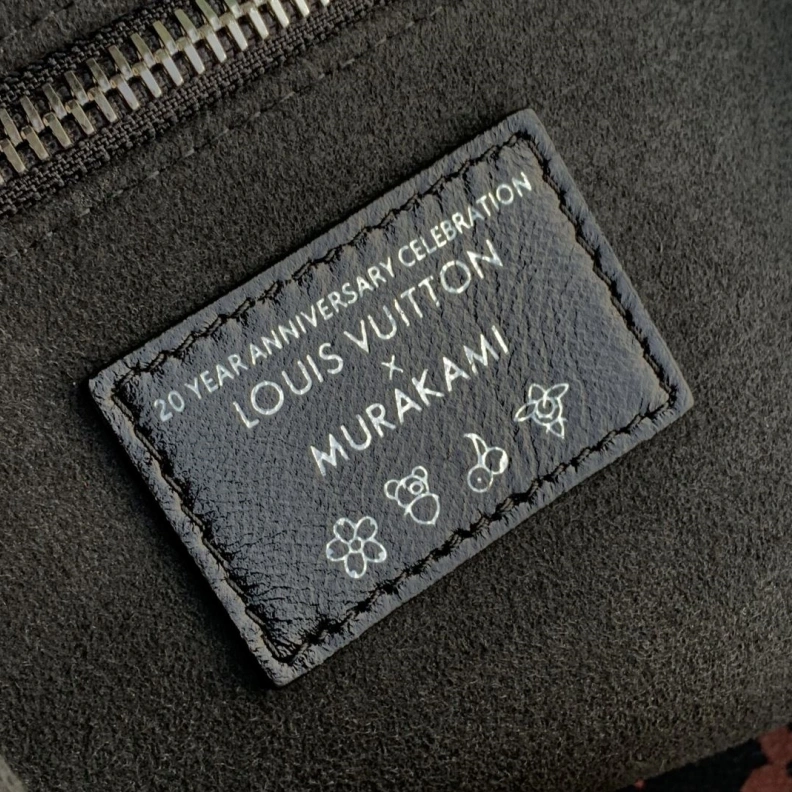 20 YEAR ANNIVERSARY CELEBRATION
LOUIS VUITTON
×
MURAKAMI